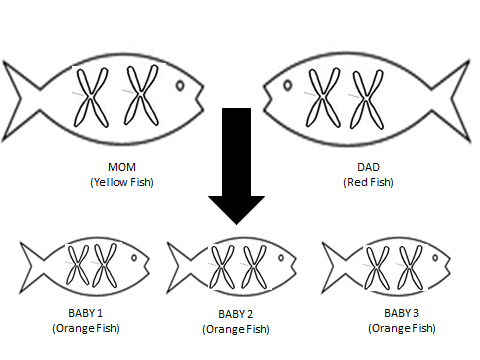 MOM
(Yellow Fish)
DAD
(Red Fish)
BABY 1
(Orange Fish)
BABY 2
(Orange Fish)
BABY 3
(Orange Fish)